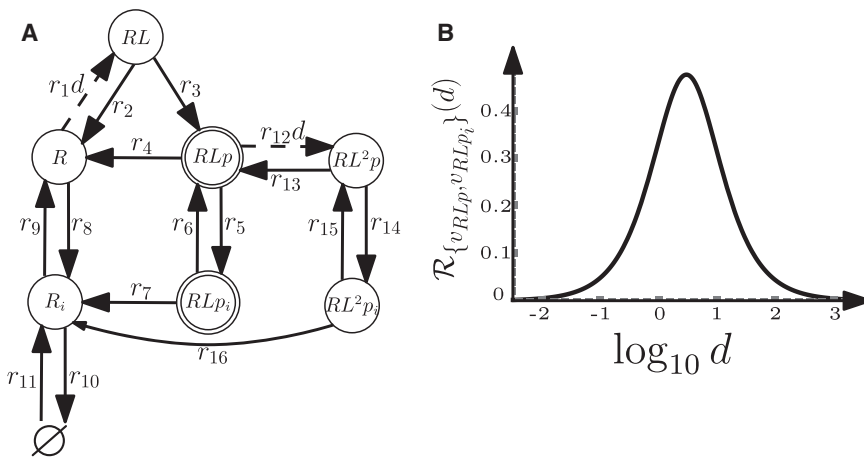 A
RL
r₁d
r₂
r₃
R
r₄
RLp
r₁₂d
RL²p
r₁₃
r₉
r₈
r₆
r₅
r₁₅
r₁₄
Rᵢ
r₇
RLpᵢ
RL²pᵢ
r₁₆
r₁₁
r₁₀
∅
B
ℛ{v_RLp,v_RLpᵢ}(d)
0.4
0.3
0.2
0.1
0
-2 -1 0 1 2 3
log₁₀ d